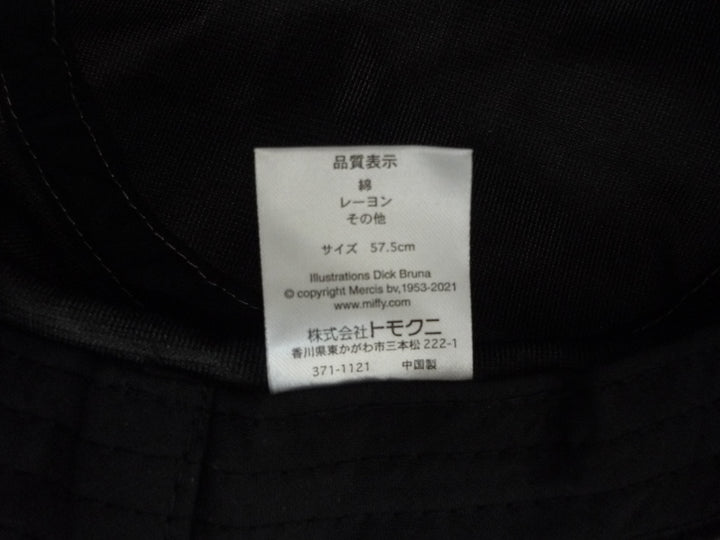 品質表示
綿
レーヨン
その他
サイズ 57.5cm
Illustrations Dick Bruna
© copyright Mercis bv,1953-2021
www.miffy.com
株式会社トモクニ
香川県東かがわ市三本松 222-1
371-1121 中国製